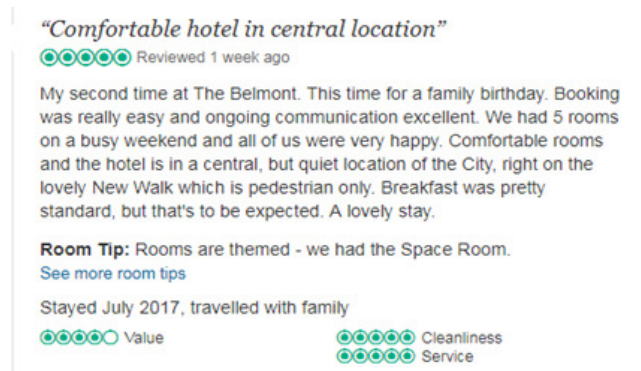 “Comfortable hotel in central location”
Reviewed 1 week ago
My second time at The Belmont. This time for a family birthday. Booking
was really easy and ongoing communication excellent. We had 5 rooms
on a busy weekend and all of us were very happy. Comfortable rooms
and the hotel is in a central, but quiet location of the City, right on the
lovely New Walk which is pedestrian only. Breakfast was pretty
standard, but that's to be expected. A lovely stay.
Room Tip: Rooms are themed - we had the Space Room.
See more room tips
Stayed July 2017, travelled with family
Value
Cleanliness
Service